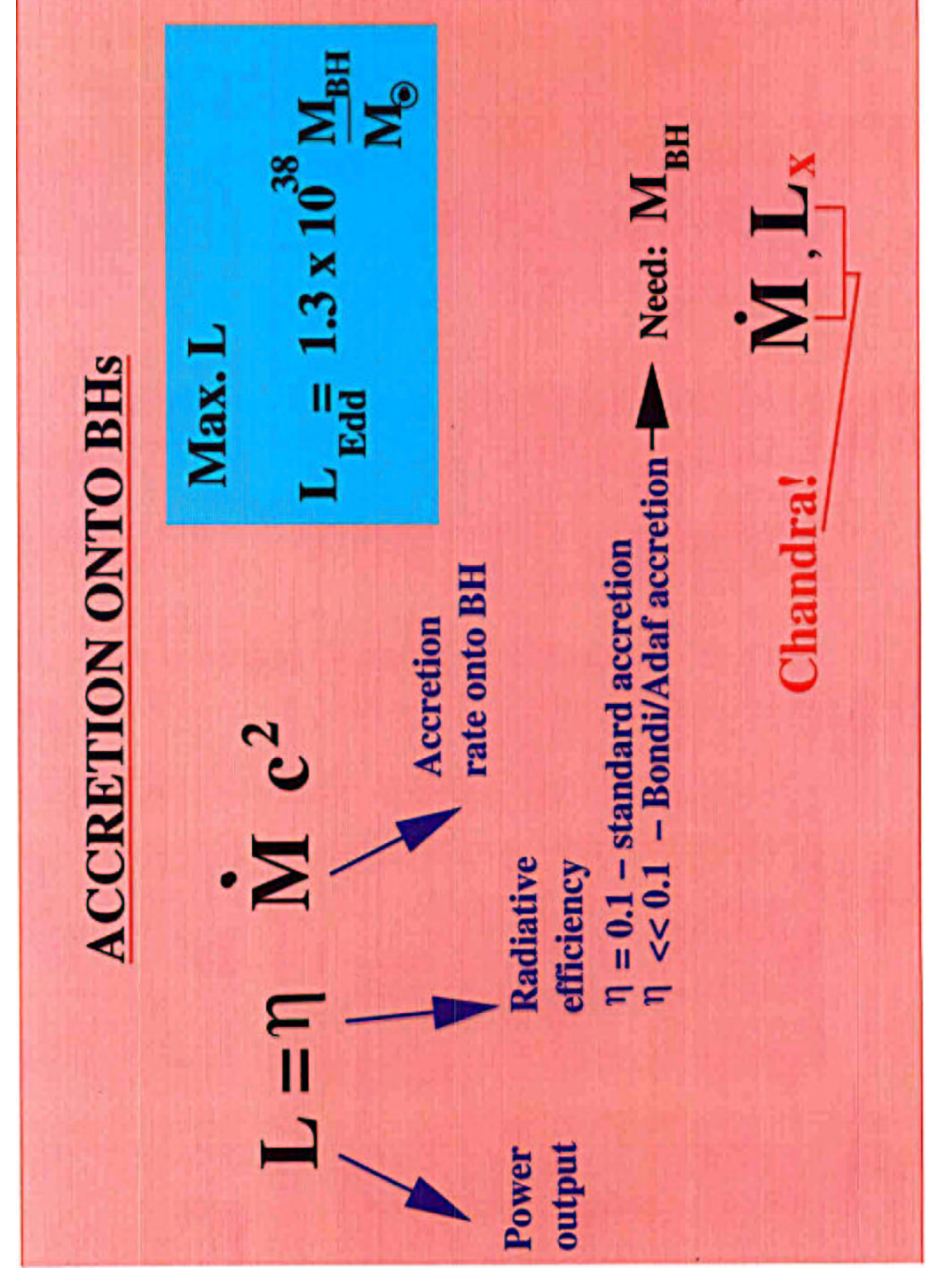 ACCRETION ONTO BHs
Max. L
L_Edd = 1.3 x 10^38 M_BH / M_⊙
L = η Ṁ c²
Accretion
rate onto BH
Power
output
Radiative
efficiency
η = 0.1 – standard accretion
η << 0.1 – Bondi/Adaf accretion
Need: M_BH
Ṁ, L_x
Chandra!